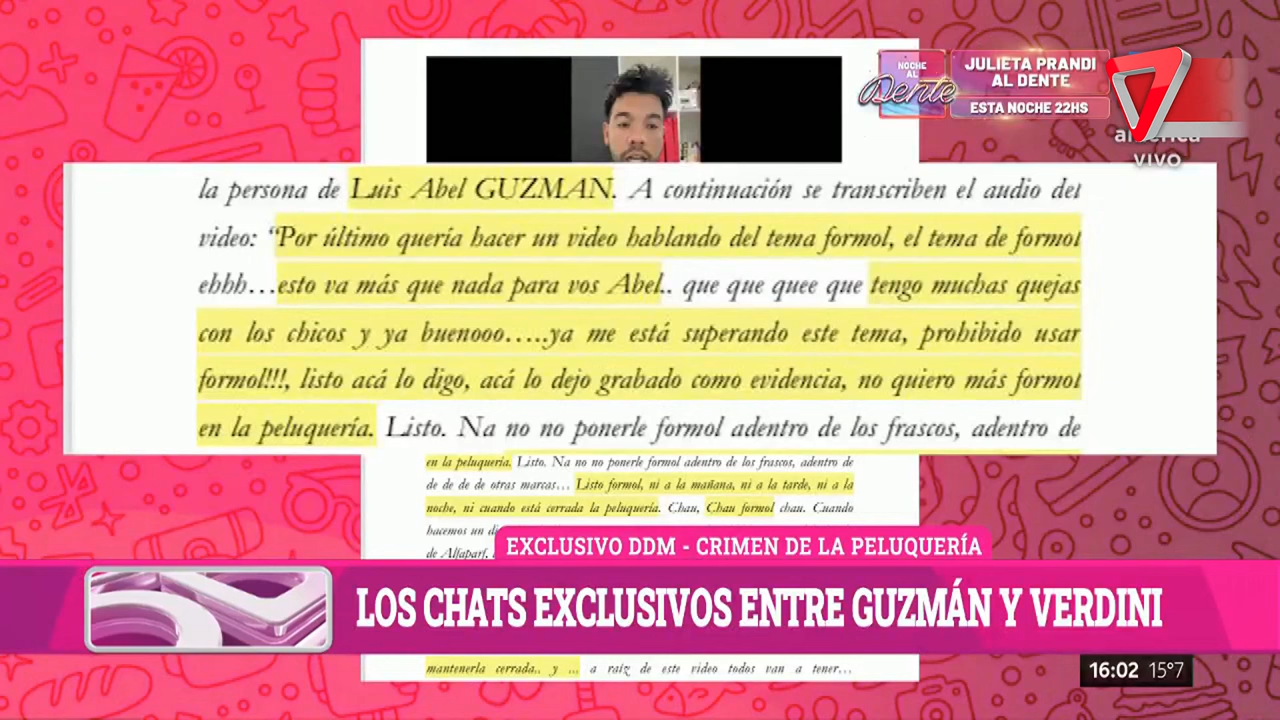 NOCHE
AL
Dente
JULIETA PRANDI
AL DENTE
ESTA NOCHE 22HS
america
VIVO
la persona de Luis Abel GUZMAN. A continuación se transcriben el audio del
video: “Por último quería hacer un video hablando del tema formol, el tema de formol
ehhh…esto va más que nada para vos Abel.. que que quee que tengo muchas quejas
con los chicos y ya buenooo…..ya me está superando este tema, prohibido usar
formol!!!, listo acá lo digo, acá lo dejo grabado como evidencia, no quiero más formol
en la peluquería. Listo. Na no no ponerle formol adentro de los frascos, adentro de
en la peluquería. Listo. Na no no ponerle formol adentro de los frascos, adentro de
de de de de otras marcas… Listo formol, ni a la mañana, ni a la tarde, ni a la
noche, ni cuando está cerrada la peluquería. Chau, Chau formol chau. Cuando
hacemos un di
de Alfaparf,
EXCLUSIVO DDM - CRIMEN DE LA PELUQUERÍA
LOS CHATS EXCLUSIVOS ENTRE GUZMÁN Y VERDINI
mantenerla cerrada.. y ... a raíz de este video todos van a tener…
16:02 15°7